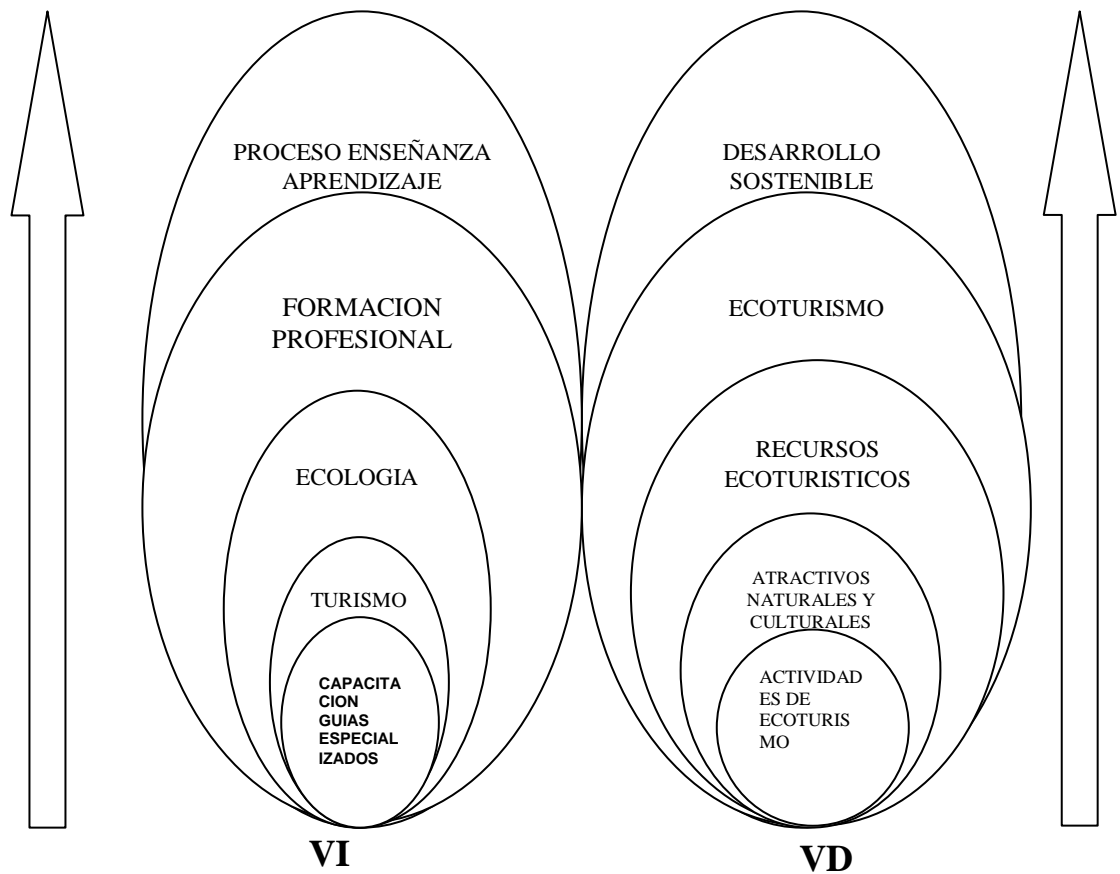 PROCESO ENSEÑANZA
APRENDIZAJE
FORMACION
PROFESIONAL
ECOLOGIA
TURISMO
CAPACITA
CION
GUIAS
ESPECIAL
IZADOS
VI
DESARROLLO
SOSTENIBLE
ECOTURISMO
RECURSOS
ECOTURISTICOS
ATRACTIVOS
NATURALES Y
CULTURALES
ACTIVIDAD
ES DE
ECOTURIS
MO
VD